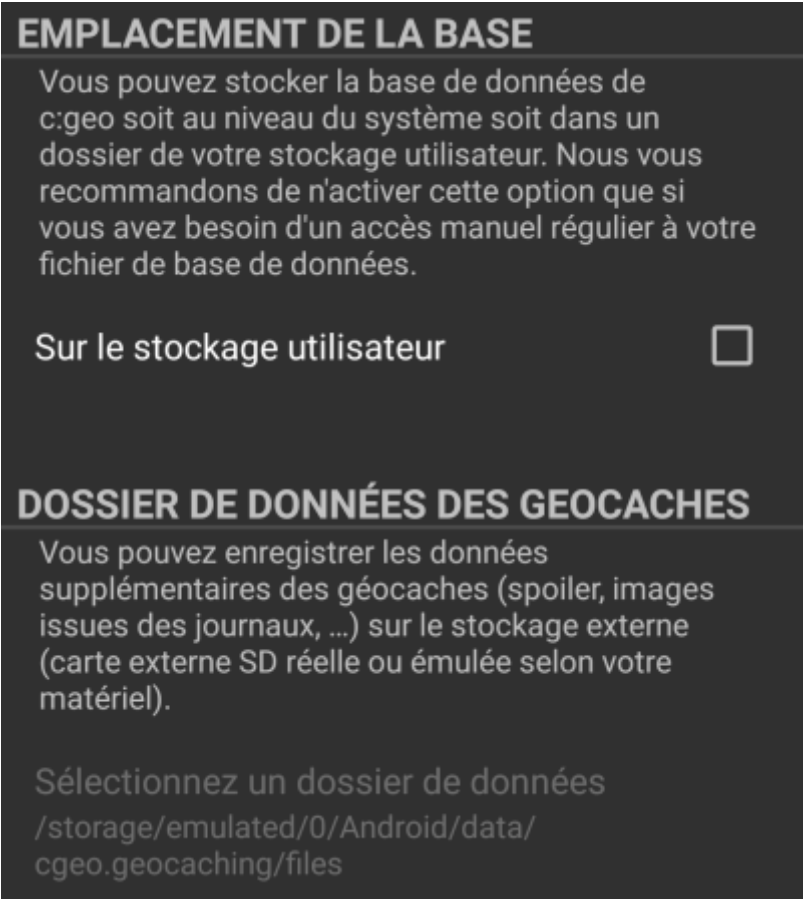 EMPLACEMENT DE LA BASE
Vous pouvez stocker la base de données de
c:geo soit au niveau du système soit dans un
dossier de votre stockage utilisateur. Nous vous
recommandons de n'activer cette option que si
vous avez besoin d'un accès manuel régulier à votre
fichier de base de données.
Sur le stockage utilisateur
DOSSIER DE DONNÉES DES GEOCACHES
Vous pouvez enregistrer les données
supplémentaires des géocaches (spoiler, images
issues des journaux, …) sur le stockage externe
(carte externe SD réelle ou émulée selon votre
matériel).
Sélectionnez un dossier de données
/storage/emulated/0/Android/data/
cgeo.geocaching/files